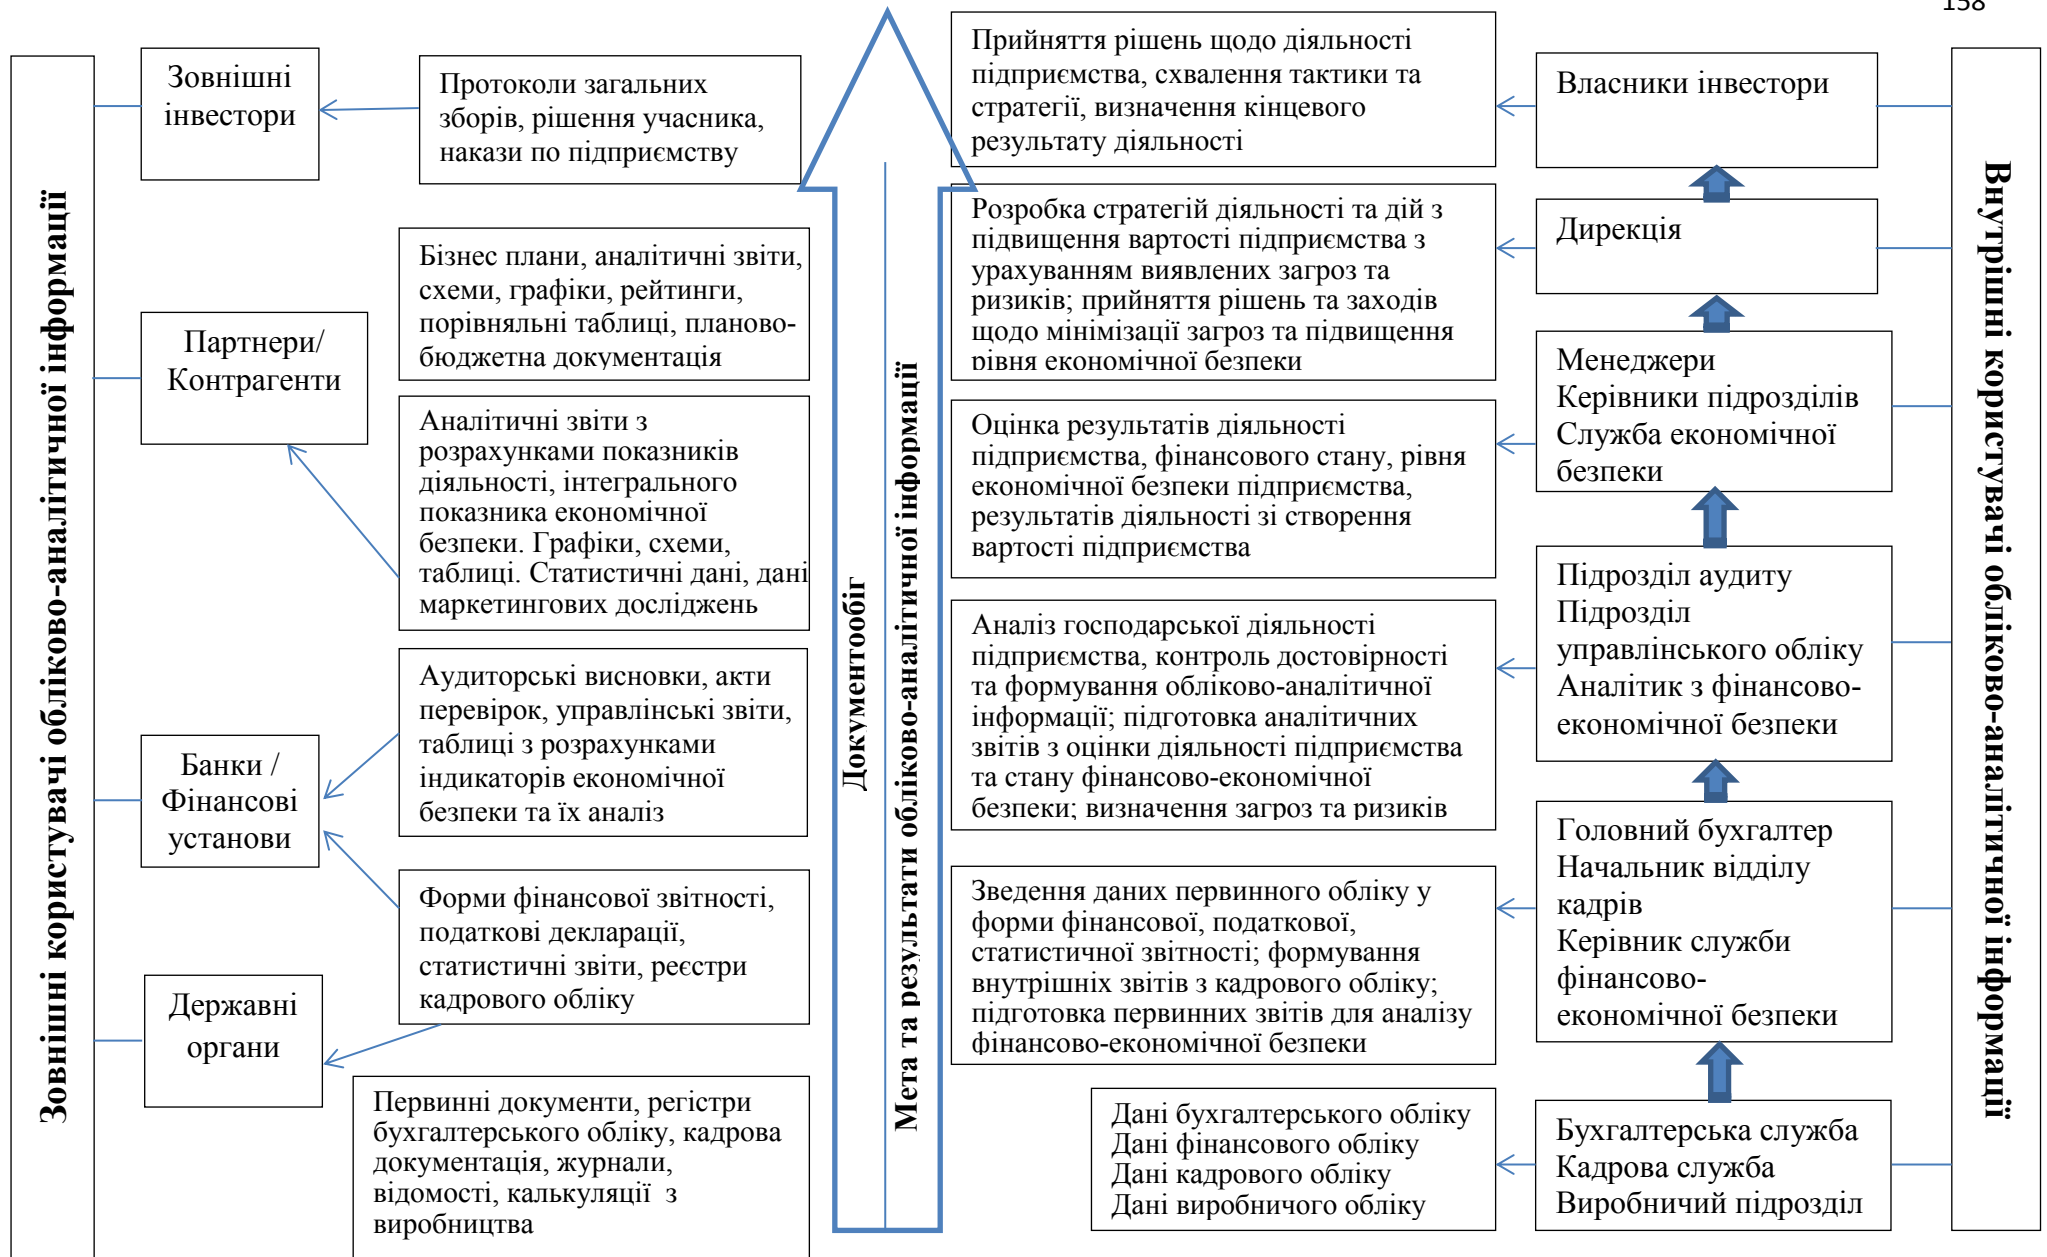 158
Зовнішні користувачі обліково-аналітичної інформації
Зовнішні
інвестори
Партнери/
Контрагенти
Банки /
Фінансові
установи
Державні
органи
Протоколи загальних
зборів, рішення учасника,
накази по підприємству
Бізнес плани, аналітичні звіти,
схеми, графіки, рейтинги,
порівняльні таблиці, планово-
бюджетна документація
Аналітичні звіти з
розрахунками показників
діяльності, інтегрального
показника економічної
безпеки. Графіки, схеми,
таблиці. Статистичні дані, дані
маркетингових досліджень
Аудиторські висновки, акти
перевірок, управлінські звіти,
таблиці з розрахунками
індикаторів економічної
безпеки та їх аналіз
Форми фінансової звітності,
податкові декларації,
статистичні звіти, реєстри
кадрового обліку
Первинні документи, регістри
бухгалтерського обліку, кадрова
документація, журнали,
відомості, калькуляції з
виробництва
Документообіг
Мета та результати обліково-аналітичної інформації
Прийняття рішень щодо діяльності
підприємства, схвалення тактики та
стратегії, визначення кінцевого
результату діяльності
Розробка стратегій діяльності та дій з
підвищення вартості підприємства з
урахуванням виявлених загроз та
ризиків; прийняття рішень та заходів
щодо мінімізації загроз та підвищення
рівня економічної безпеки
Оцінка результатів діяльності
підприємства, фінансового стану, рівня
економічної безпеки підприємства,
результатів діяльності зі створення
вартості підприємства
Аналіз господарської діяльності
підприємства, контроль достовірності
та формування обліково-аналітичної
інформації; підготовка аналітичних
звітів з оцінки діяльності підприємства
та стану фінансово-економічної
безпеки; визначення загроз та ризиків
Зведення даних первинного обліку у
форми фінансової, податкової,
статистичної звітності; формування
внутрішніх звітів з кадрового обліку;
підготовка первинних звітів для аналізу
фінансово-економічної безпеки
Дані бухгалтерського обліку
Дані фінансового обліку
Дані кадрового обліку
Дані виробничого обліку
Власники інвестори
Дирекція
Менеджери
Керівники підрозділів
Служба економічної
безпеки
Підрозділ аудиту
Підрозділ
управлінського обліку
Аналітик з фінансово-
економічної безпеки
Головний бухгалтер
Начальник відділу
кадрів
Керівник служби
фінансово-
економічної безпеки
Бухгалтерська служба
Кадрова служба
Виробничий підрозділ
Внутрішні користувачі обліково-аналітичної інформації